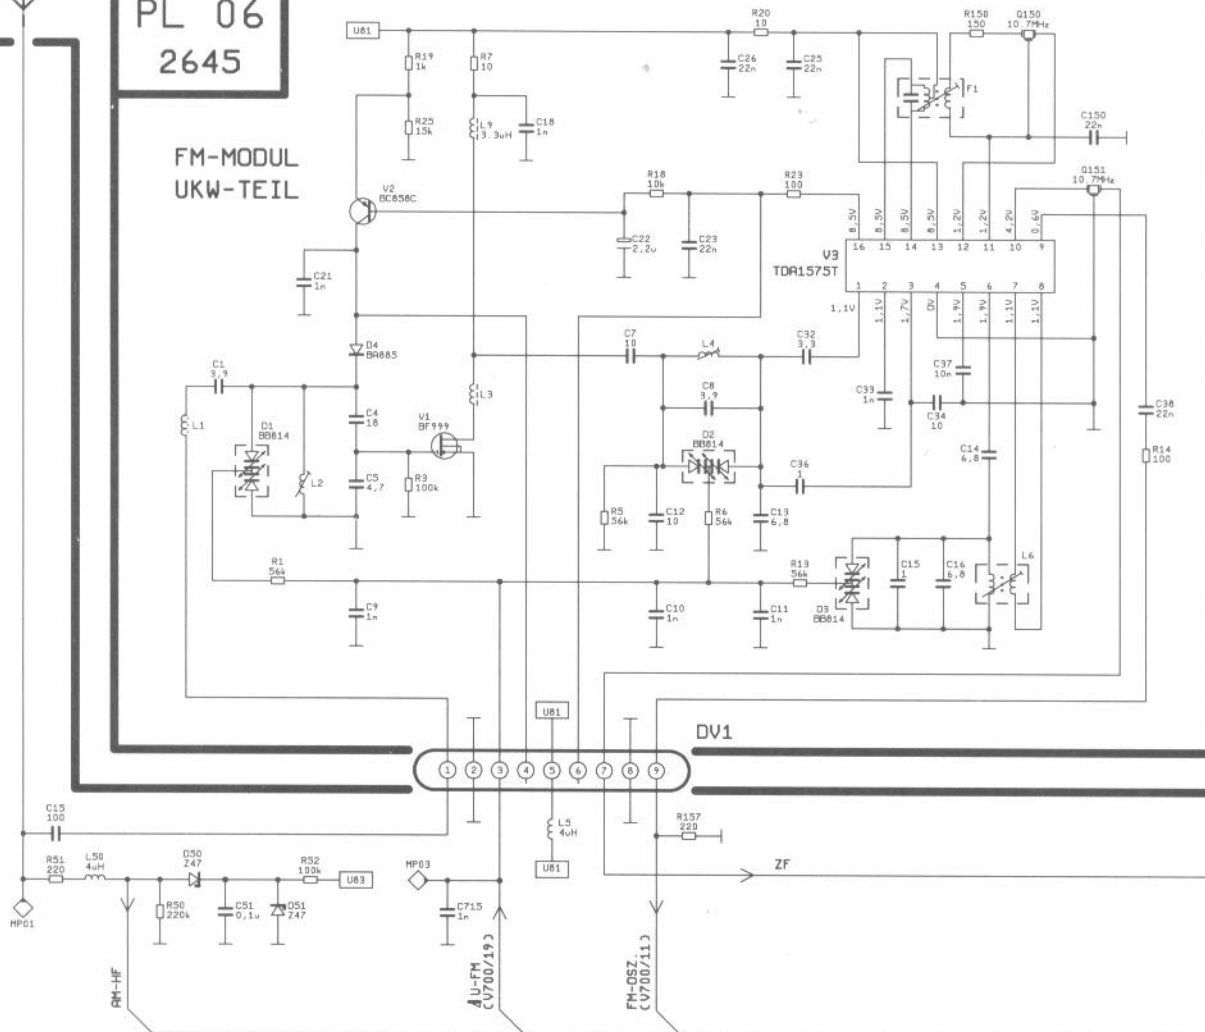 PL 06
2645
FM-MODUL
UKW-TEIL
U81
R19
1k
R7
10
R25
15k
L9
3.3uH
C18
1n
V2
BC858C
C21
1n
D4
BA885
C1
3,9
L1
D1
BB814
L2
C4
18
C5
4,7
V1
BF999
R3
100k
L3
R1
56k
C9
1n
R20
10
C26
22n
C25
22n
R18
10k
R23
100
C22
2,2u
C23
22n
C7
10
L4
C32
3,3
C8
3,9
D2
BB814
R5
56k
C12
10
R6
56k
C13
6,8
C36
1
C10
1n
C11
1n
R13
56k
D3
BB814
C15
1
C16
6,8
L6
R150
150
Q150
10.7MHz
F1
C150
22n
Q151
10.7MHz
8,5V
8,5V
8,5V
8,5V
1,2V
1,2V
4,2V
0,6V
16 15 14 13 12 11 10 9
V3
TDA1575T
1 2 3 4 5 6 7 8
1,1V
1,1V
1,7V
0V
1,9V
1,9V
1,1V
1,1V
C33
1n
C37
10n
C34
10
C14
6,8
C38
22n
R14
100
U81
DV1
1 2 3 4 5 6 7 8 9
C15
100
L5
4uH
U81
R157
220
ZF
R51
220
L50
4uH
D50
Z47
R52
100k
U83
MP03
MP01
R50
220k
C51
0,1u
D51
Z47
C715
1n
AM-HF
U-FM
(V700/19)
FM-OSZ.
(V700/11)